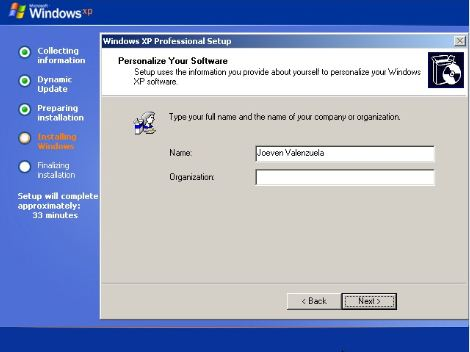 Microsoft
Windows xp
Collecting
information
Dynamic
Update
Preparing
installation
Installing
Windows
Finalizing
installation
Setup will complete
approximately:
33 minutes
Windows XP Professional Setup
Personalize Your Software
Setup uses the information you provide about yourself to personalize your Windows
XP software.
Type your full name and the name of your company or organization.
Name:
Joeven Valenzuela
Organization:
< Back
Next >